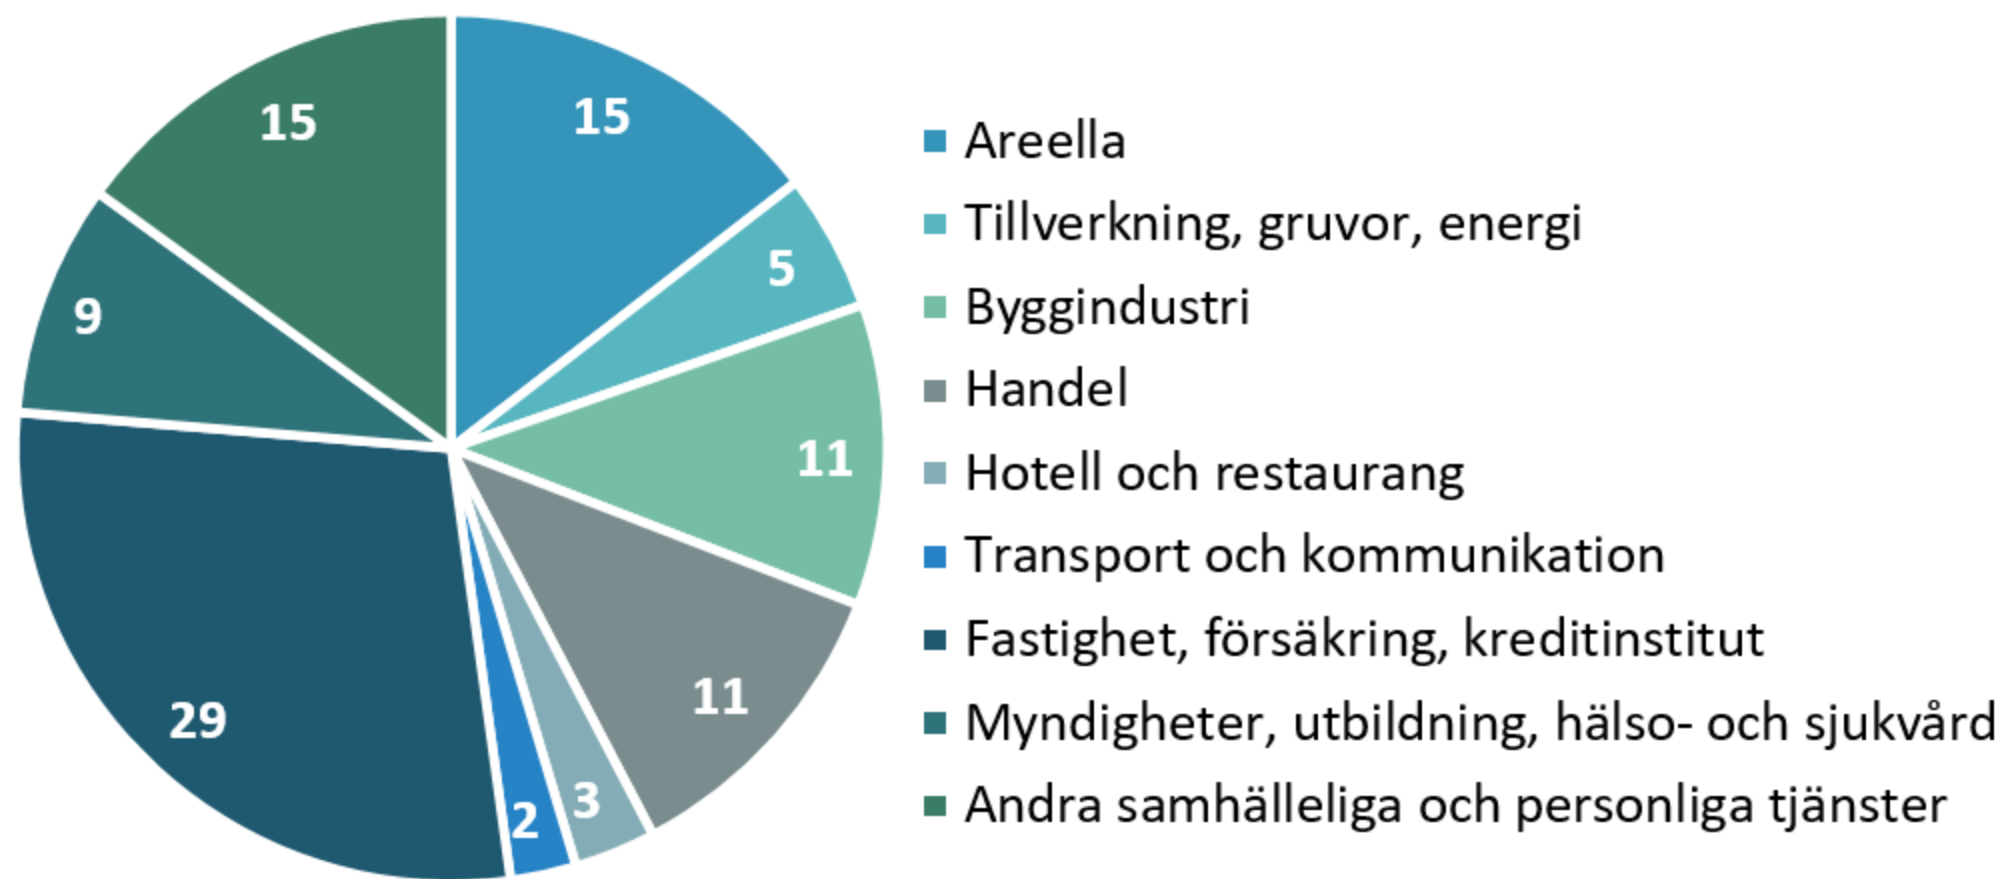 15
15
5
9
11
11
29
3
2
Areella
Tillverkning, gruvor, energi
Byggindustri
Handel
Hotell och restaurang
Transport och kommunikation
Fastighet, försäkring, kreditinstitut
Myndigheter, utbildning, hälso- och sjukvård
Andra samhälleliga och personliga tjänster